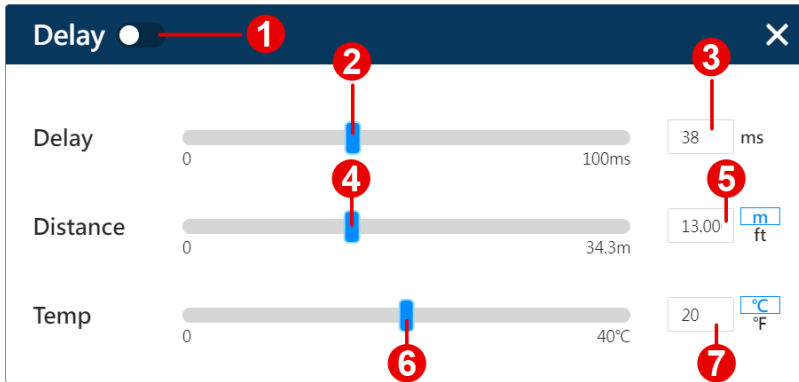 Delay 1
2 3
Delay 38 ms
0 100ms
4 5
Distance 13.00 m
ft
0 34.3m
Temp 20 °C
°F
0 40°C
6 7